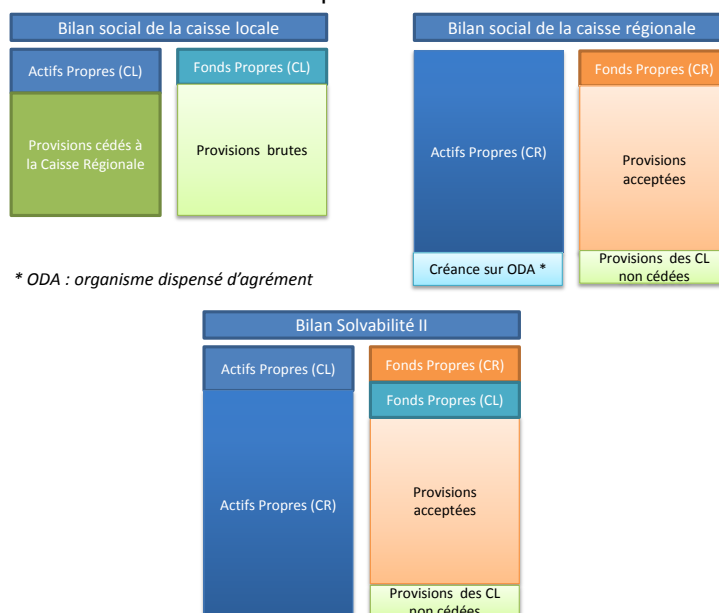 Bilan social de la caisse locale
Actifs Propres (CL)
Fonds Propres (CL)
Provisions cédés à
la Caisse Régionale
Provisions brutes
Bilan social de la caisse régionale
Fonds Propres (CR)
Actifs Propres (CR)
Provisions
acceptées
Créance sur ODA *
Provisions des CL
non cédées
* ODA : organisme dispensé d'agrément
Bilan Solvabilité II
Actifs Propres (CL)
Fonds Propres (CR)
Fonds Propres (CL)
Actifs Propres (CR)
Provisions
acceptées
Provisions des CL
non cédées